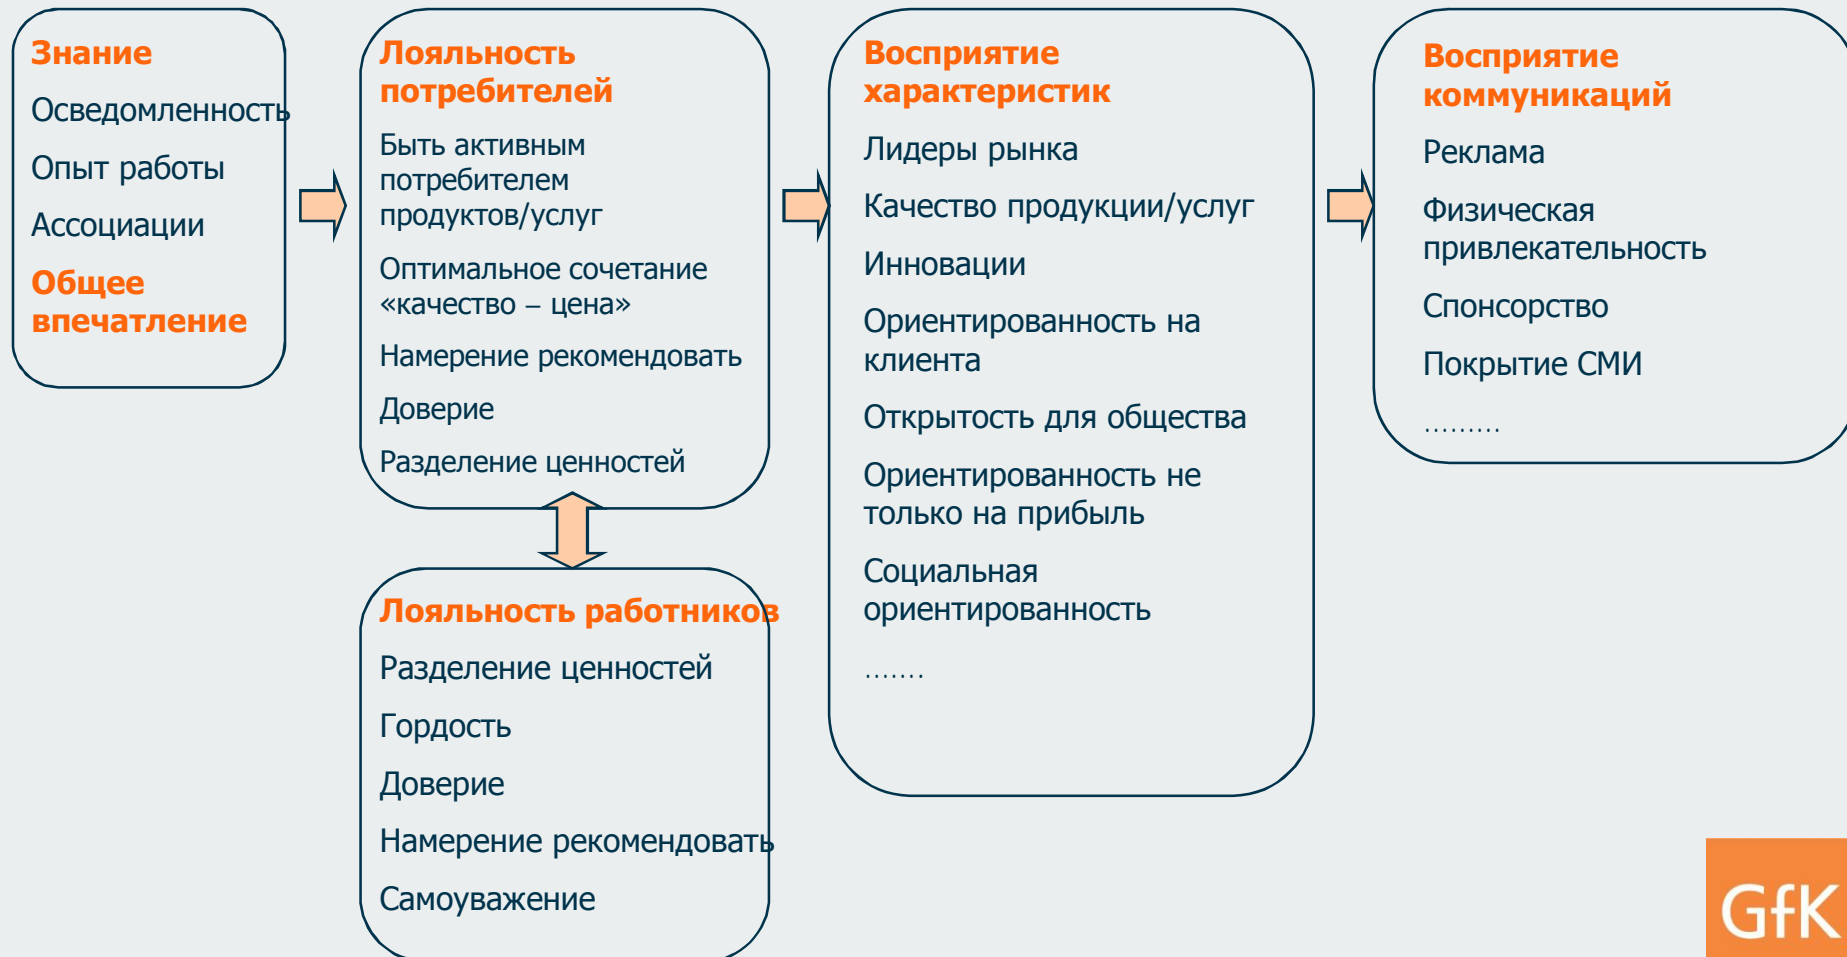 Знание
Осведомленность
Опыт работы
Ассоциации
Общее
впечатление
Лояльность
потребителей
Быть активным
потребителем
продуктов/услуг
Оптимальное сочетание
«качество – цена»
Намерение рекомендовать
Доверие
Разделение ценностей
Лояльность работников
Разделение ценностей
Гордость
Доверие
Намерение рекомендовать
Самоуважение
Восприятие
характеристик
Лидеры рынка
Качество продукции/услуг
Инновации
Ориентированность на
клиента
Открытость для общества
Ориентированность не
только на прибыль
Социальная
ориентированность
.......
Восприятие
коммуникаций
Реклама
Физическая
привлекательность
Спонсорство
Покрытие СМИ
.........
GfK